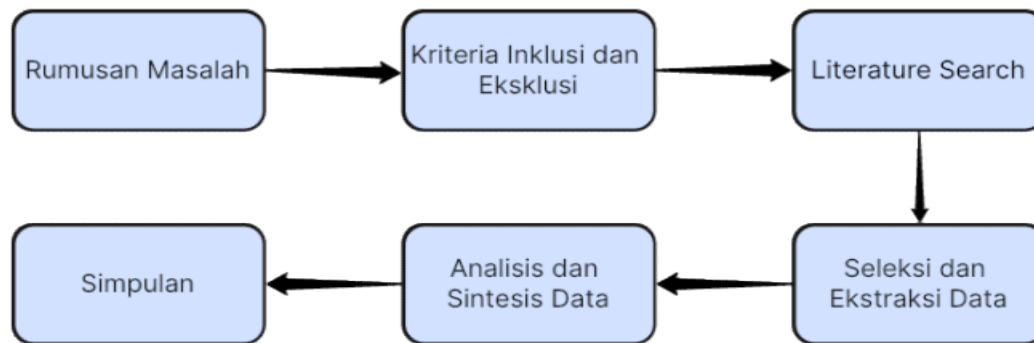 Rumusan Masalah
Kriteria Inklusi dan
Eksklusi
Literature Search
Seleksi dan
Ekstraksi Data
Analisis dan
Sintesis Data
Simpulan